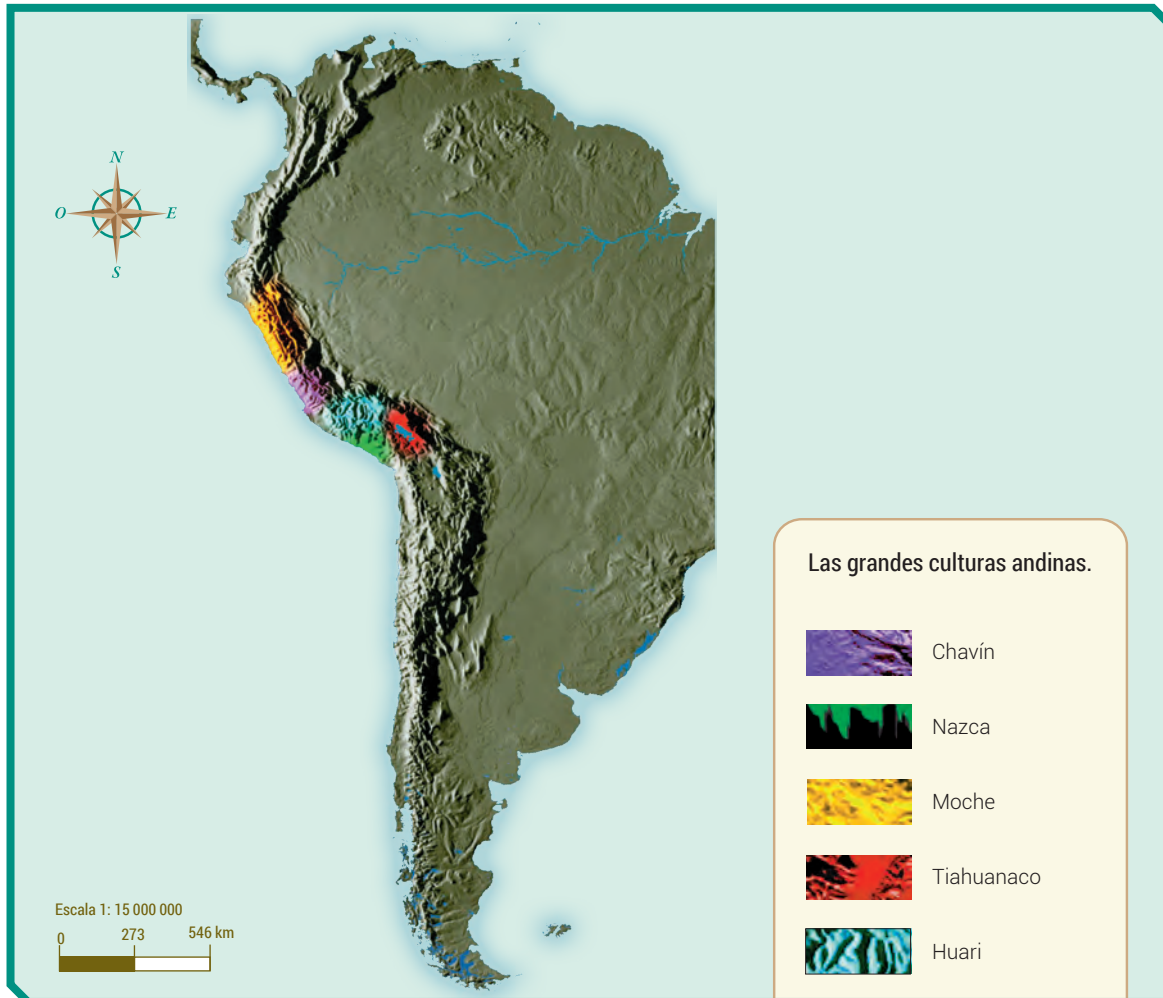 N
O
E
S
Las grandes culturas andinas.
Chavín
Nazca
Moche
Tiahuanaco
Huari
Escala 1: 15 000 000
0 273 546 km